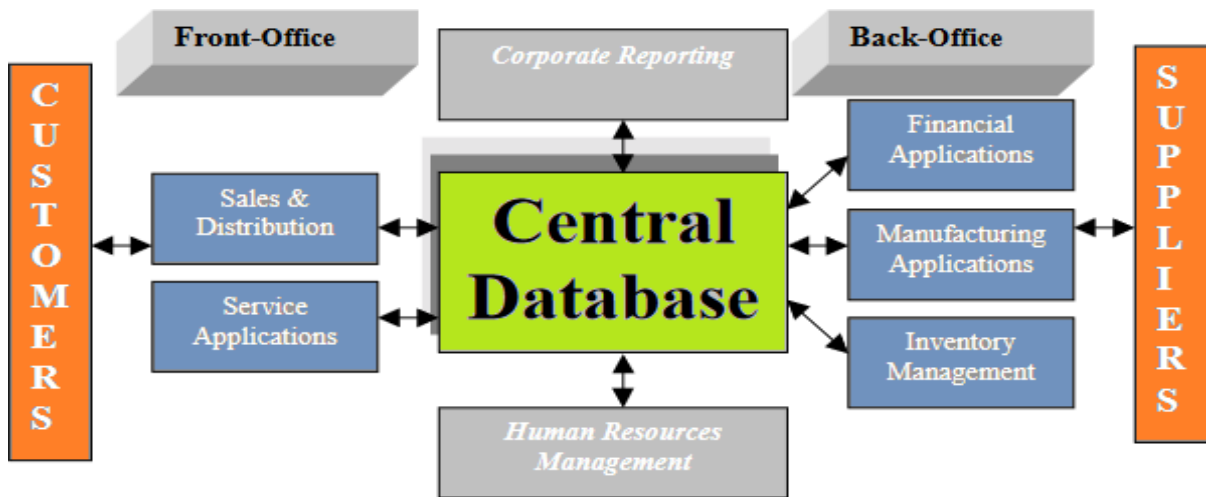 Front-Office
Corporate Reporting
Back-Office
CUSTOMERS
SUPPLIERS
Financial
Applications
Sales &
Distribution
Central
Database
Manufacturing
Applications
Service
Applications
Inventory
Management
Human Resources
Management